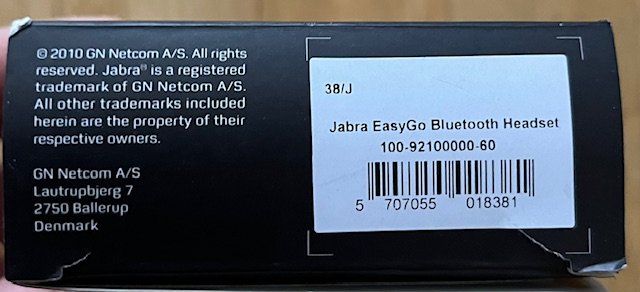 © 2010 GN Netcom A/S. All rights
reserved. Jabra® is a registered
trademark of GN Netcom A/S.
All other trademarks included
herein are the property of their
respective owners.
GN Netcom A/S
Lautrupbjerg 7
2750 Ballerup
Denmark
38/J
Jabra EasyGo Bluetooth Headset
100-92100000-60
5 707055 018381